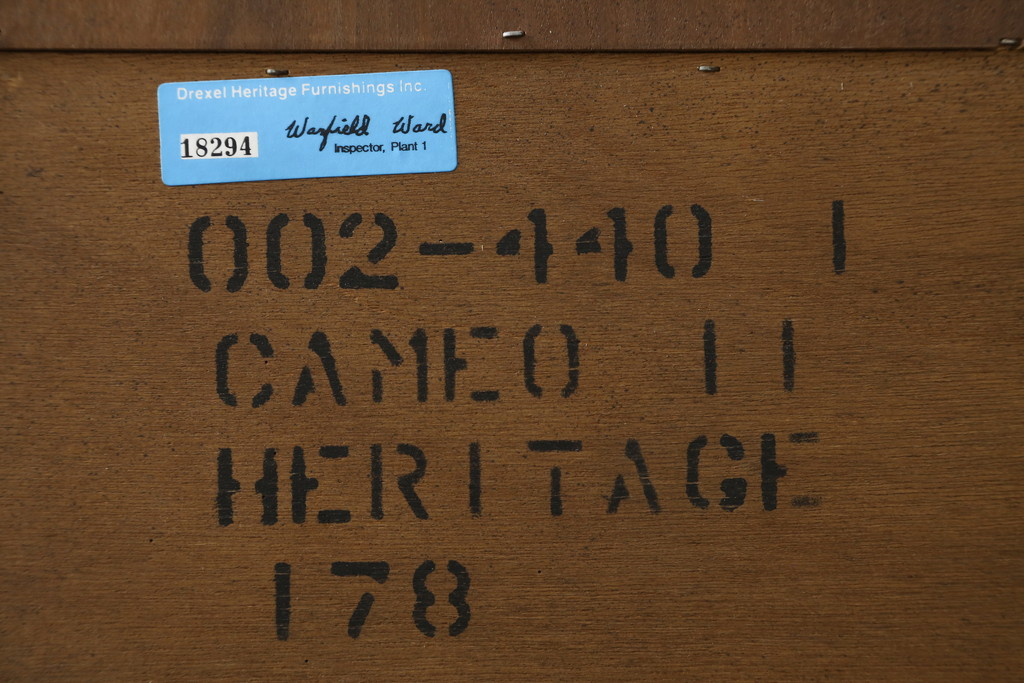 Drexel Heritage Furnishings Inc.
18294 Warfield Ward
Inspector, Plant 1
002-440 1
CAMEO 11
HERITAGE
178